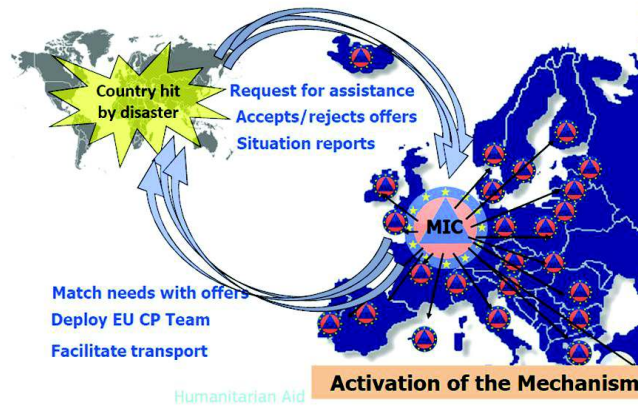 Country hit
by disaster
Request for assistance
Accepts/rejects offers
Situation reports
MIC
Match needs with offers
Deploy EU CP Team
Facilitate transport
Activation of the Mechanism
Humanitarian Aid